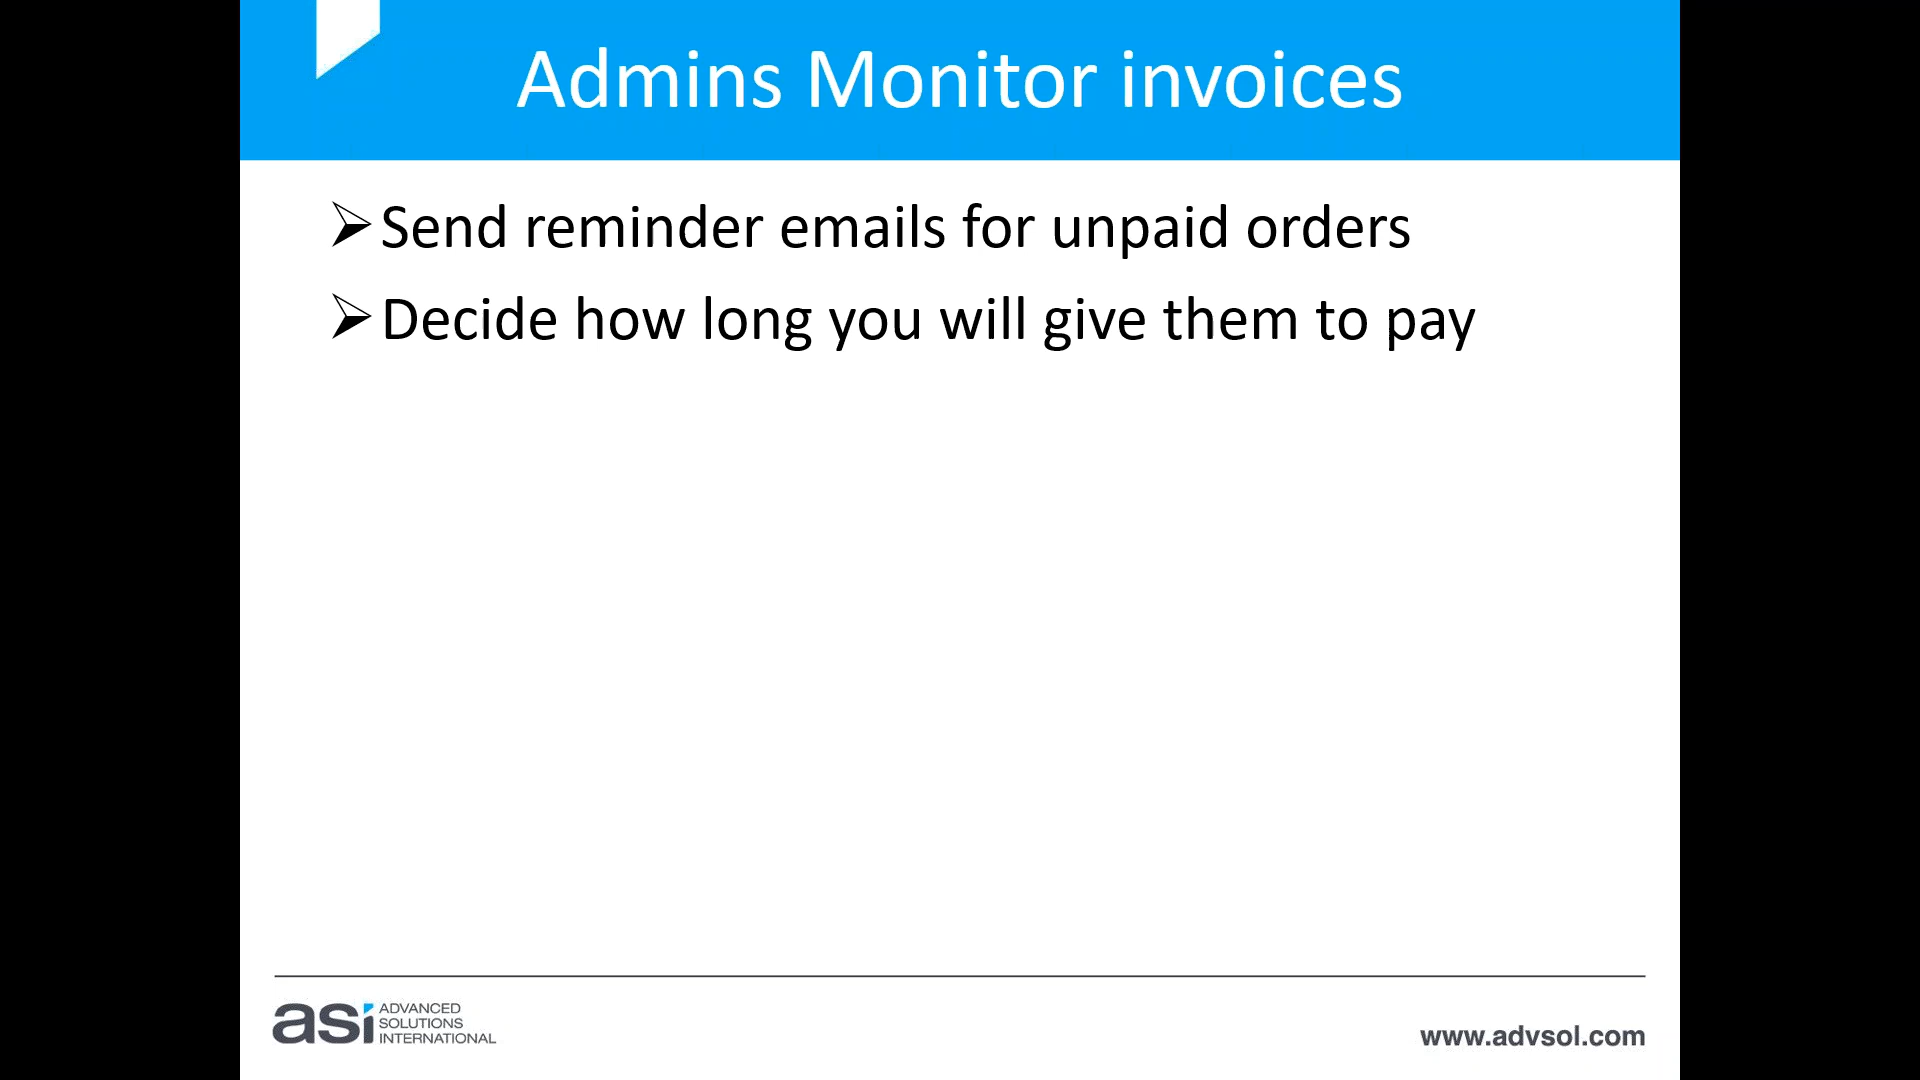 Admins Monitor invoices
➢Send reminder emails for unpaid orders
➢Decide how long you will give them to pay
asi ADVANCED
SOLUTIONS
INTERNATIONAL
www.advsol.com